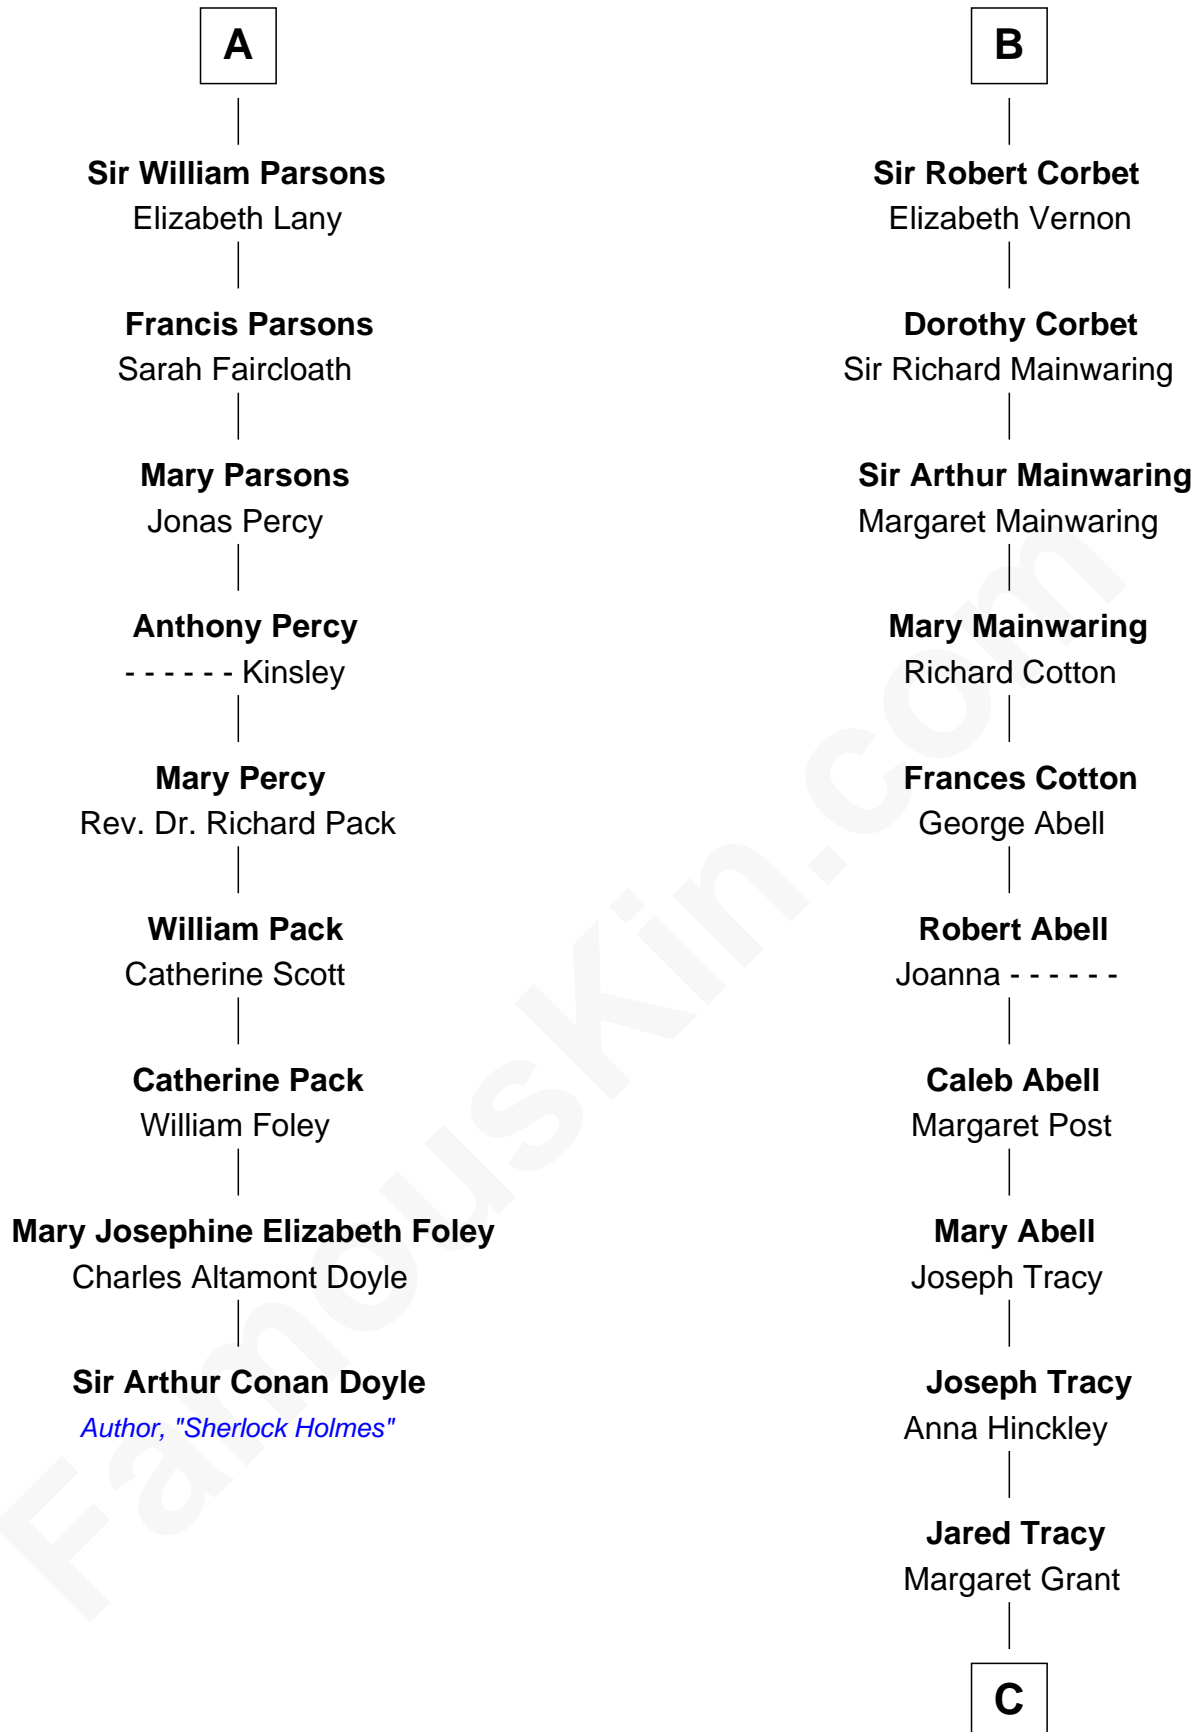 A
Sir William Parsons
Elizabeth Lany
Francis Parsons
Sarah Faircloath
Mary Parsons
Jonas Percy
Anthony Percy
- - - - - - Kinsley
Mary Percy
Rev. Dr. Richard Pack
William Pack
Catherine Scott
Catherine Pack
William Foley
Mary Josephine Elizabeth Foley
Charles Altamont Doyle
Sir Arthur Conan Doyle
Author, "Sherlock Holmes"
B
Sir Robert Corbet
Elizabeth Vernon
Dorothy Corbet
Sir Richard Mainwaring
Sir Arthur Mainwaring
Margaret Mainwaring
Mary Mainwaring
Richard Cotton
Frances Cotton
George Abell
Robert Abell
Joanna - - - - - -
Caleb Abell
Margaret Post
Mary Abell
Joseph Tracy
Joseph Tracy
Anna Hinckley
Jared Tracy
Margaret Grant
C
FamousKin.com